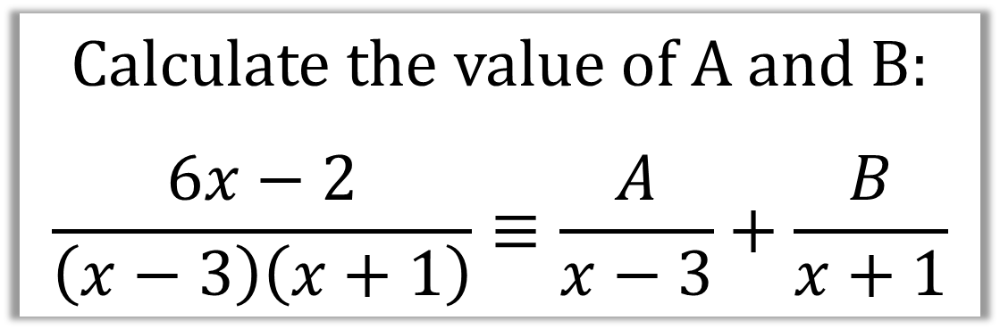 Calculate the value of A and B:
6x − 2
(x − 3)(x + 1)
≡
A
x − 3
+
B
x + 1